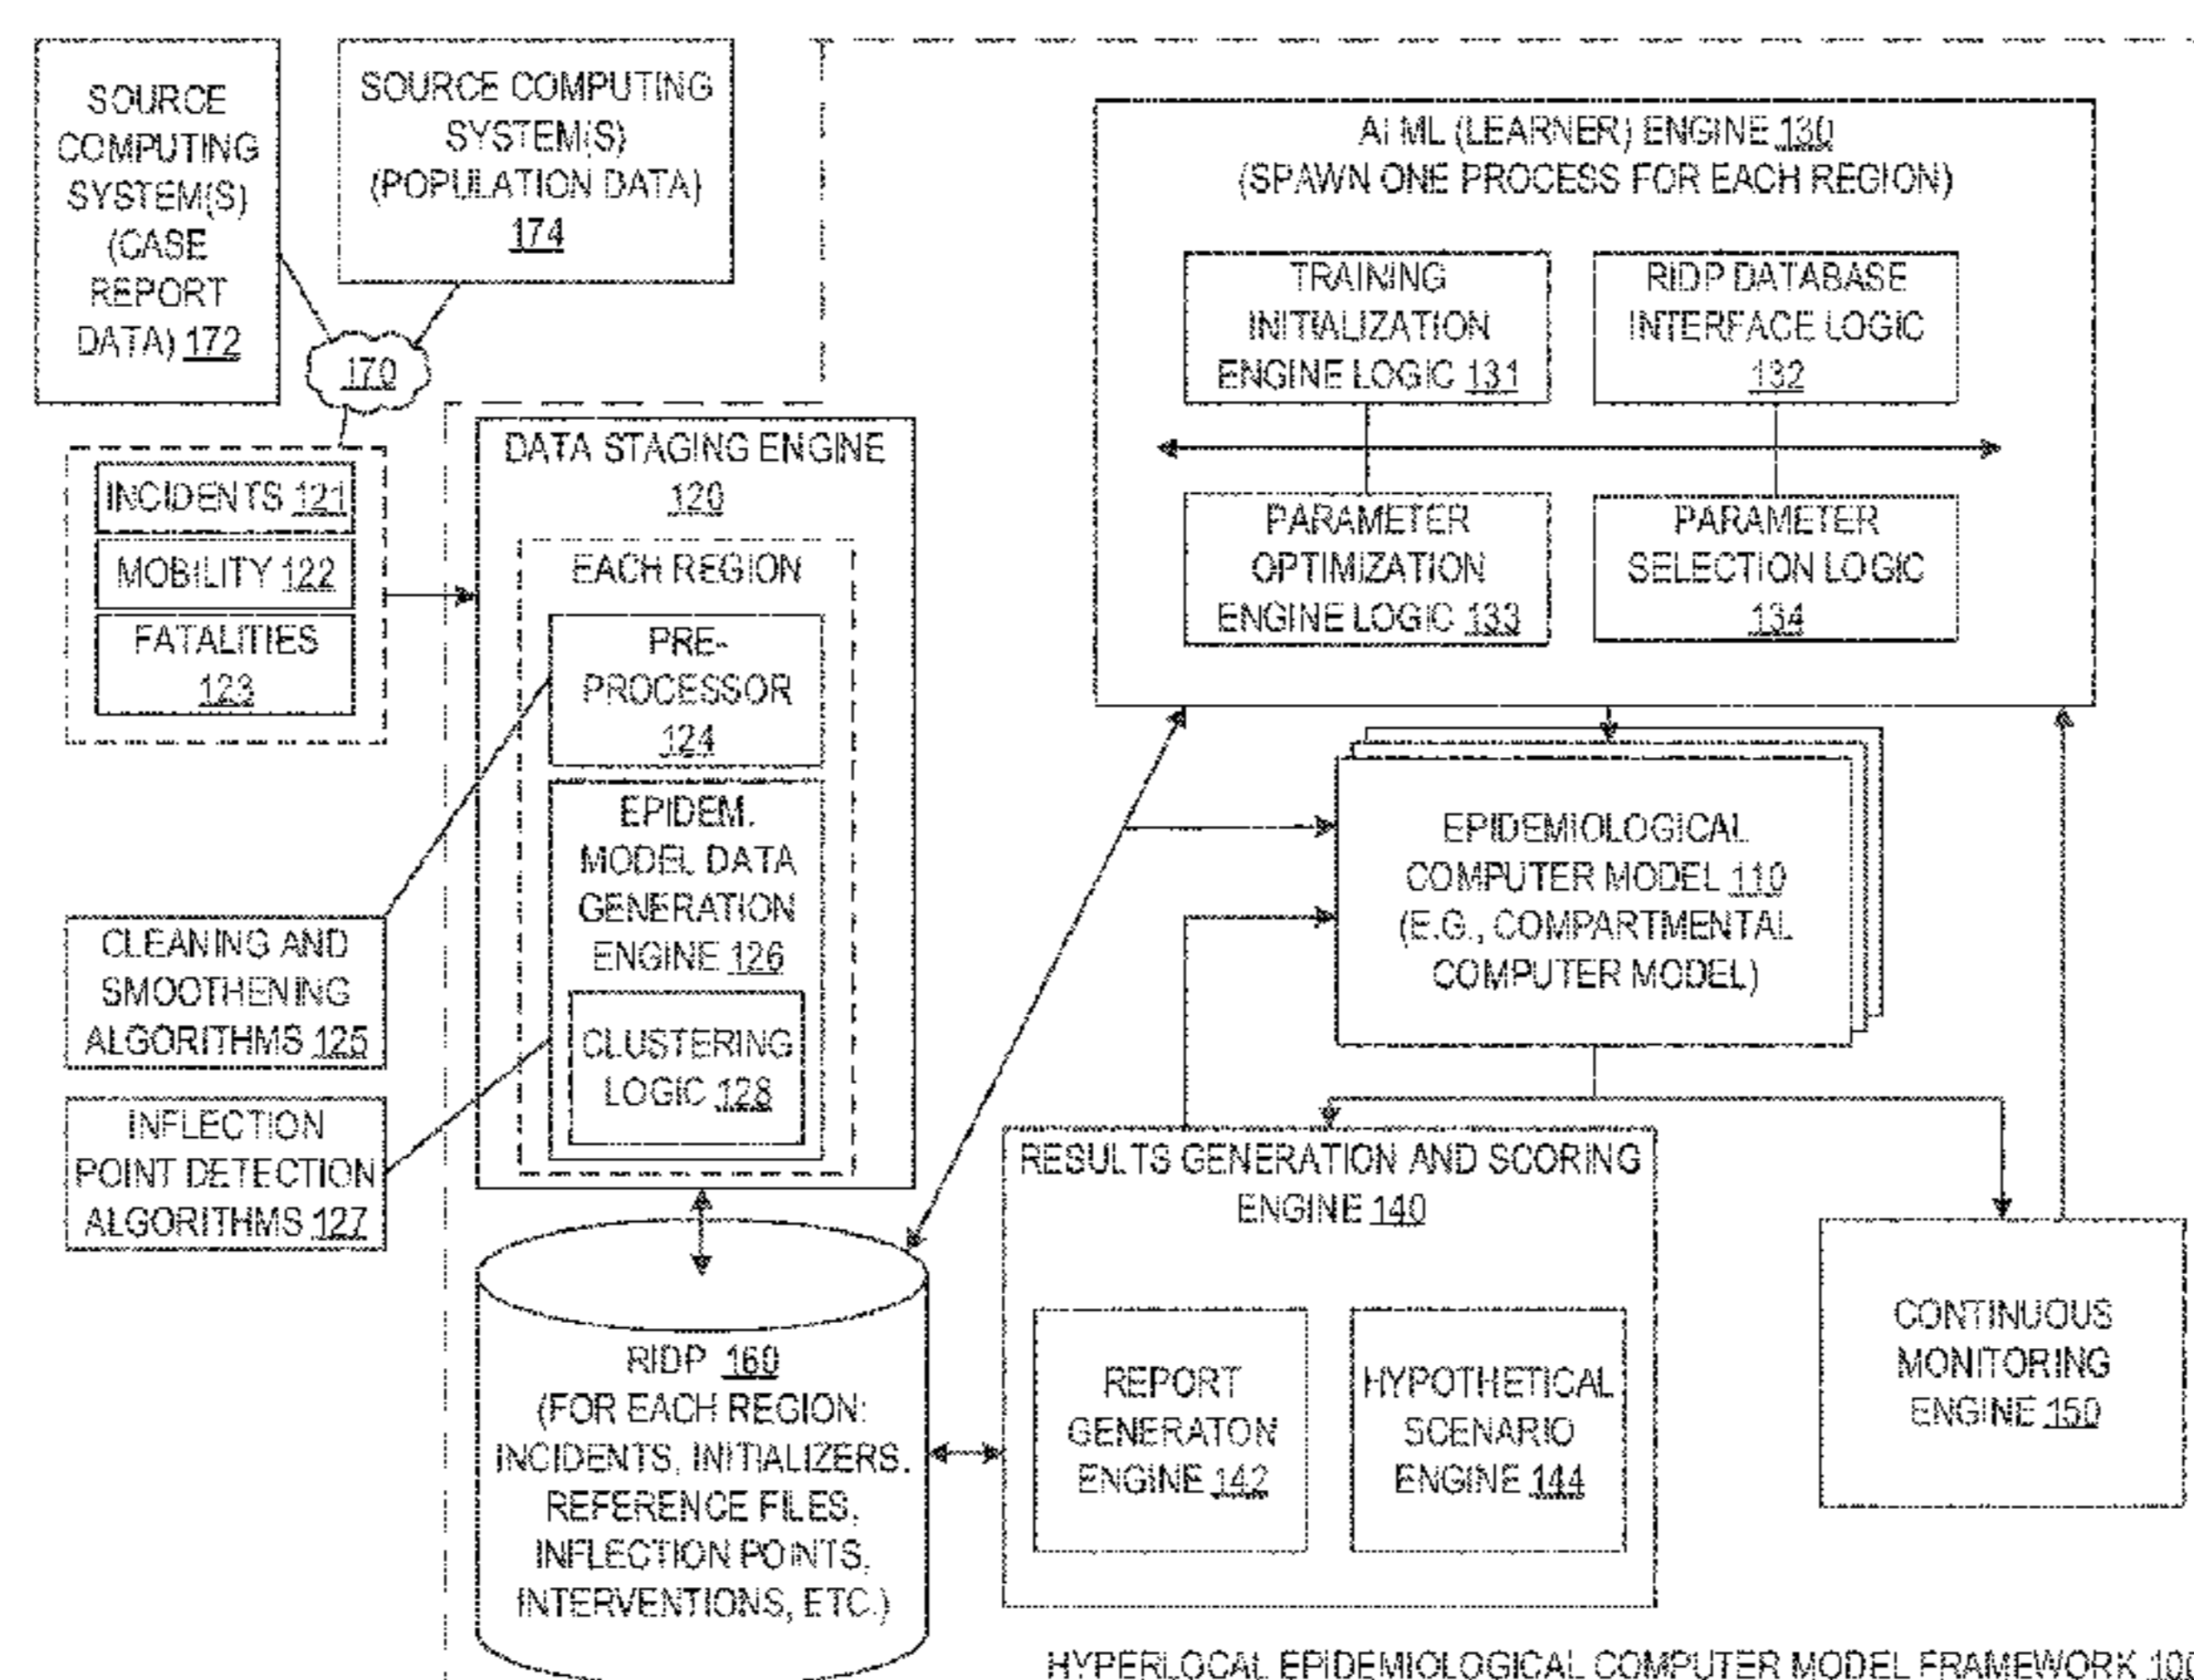 SOURCE
COMPUTING
SYSTEM(S)
(CASE
REPORT
DATA) 172
SOURCE COMPUTING
SYSTEM(S)
(POPULATION DATA)
174
170
INCIDENTS 121
MOBILITY 122
FATALITIES
123
DATA STAGING ENGINE
120
EACH REGION
PRE-
PROCESSOR
124
EPIDEM.
MODEL DATA
GENERATION
ENGINE 126
CLUSTERING
LOGIC 128
CLEANING AND
SMOOTHENING
ALGORITHMS 125
INFLECTION
POINT DETECTION
ALGORITHMS 127
RIDP 160
(FOR EACH REGION:
INCIDENTS, INITIALIZERS,
REFERENCE FILES,
INFLECTION POINTS,
INTERVENTIONS, ETC.)
AI ML (LEARNER) ENGINE 130
(SPAWN ONE PROCESS FOR EACH REGION)
TRAINING
INITIALIZATION
ENGINE LOGIC 131
RIDP DATABASE
INTERFACE LOGIC
132
PARAMETER
OPTIMIZATION
ENGINE LOGIC 133
PARAMETER
SELECTION LOGIC
134
EPIDEMIOLOGICAL
COMPUTER MODEL 110
(E.G., COMPARTMENTAL
COMPUTER MODEL)
RESULTS GENERATION AND SCORING
ENGINE 140
REPORT
GENERATON
ENGINE 142
HYPOTHETICAL
SCENARIO
ENGINE 144
CONTINUOUS
MONITORING
ENGINE 150
HYPERLOCAL EPIDEMIOLOGICAL COMPUTER MODEL FRAMEWORK 100